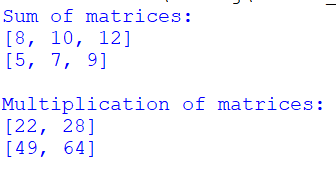 Sum of matrices:
[8, 10, 12]
[5, 7, 9]
Multiplication of matrices:
[22, 28]
[49, 64]